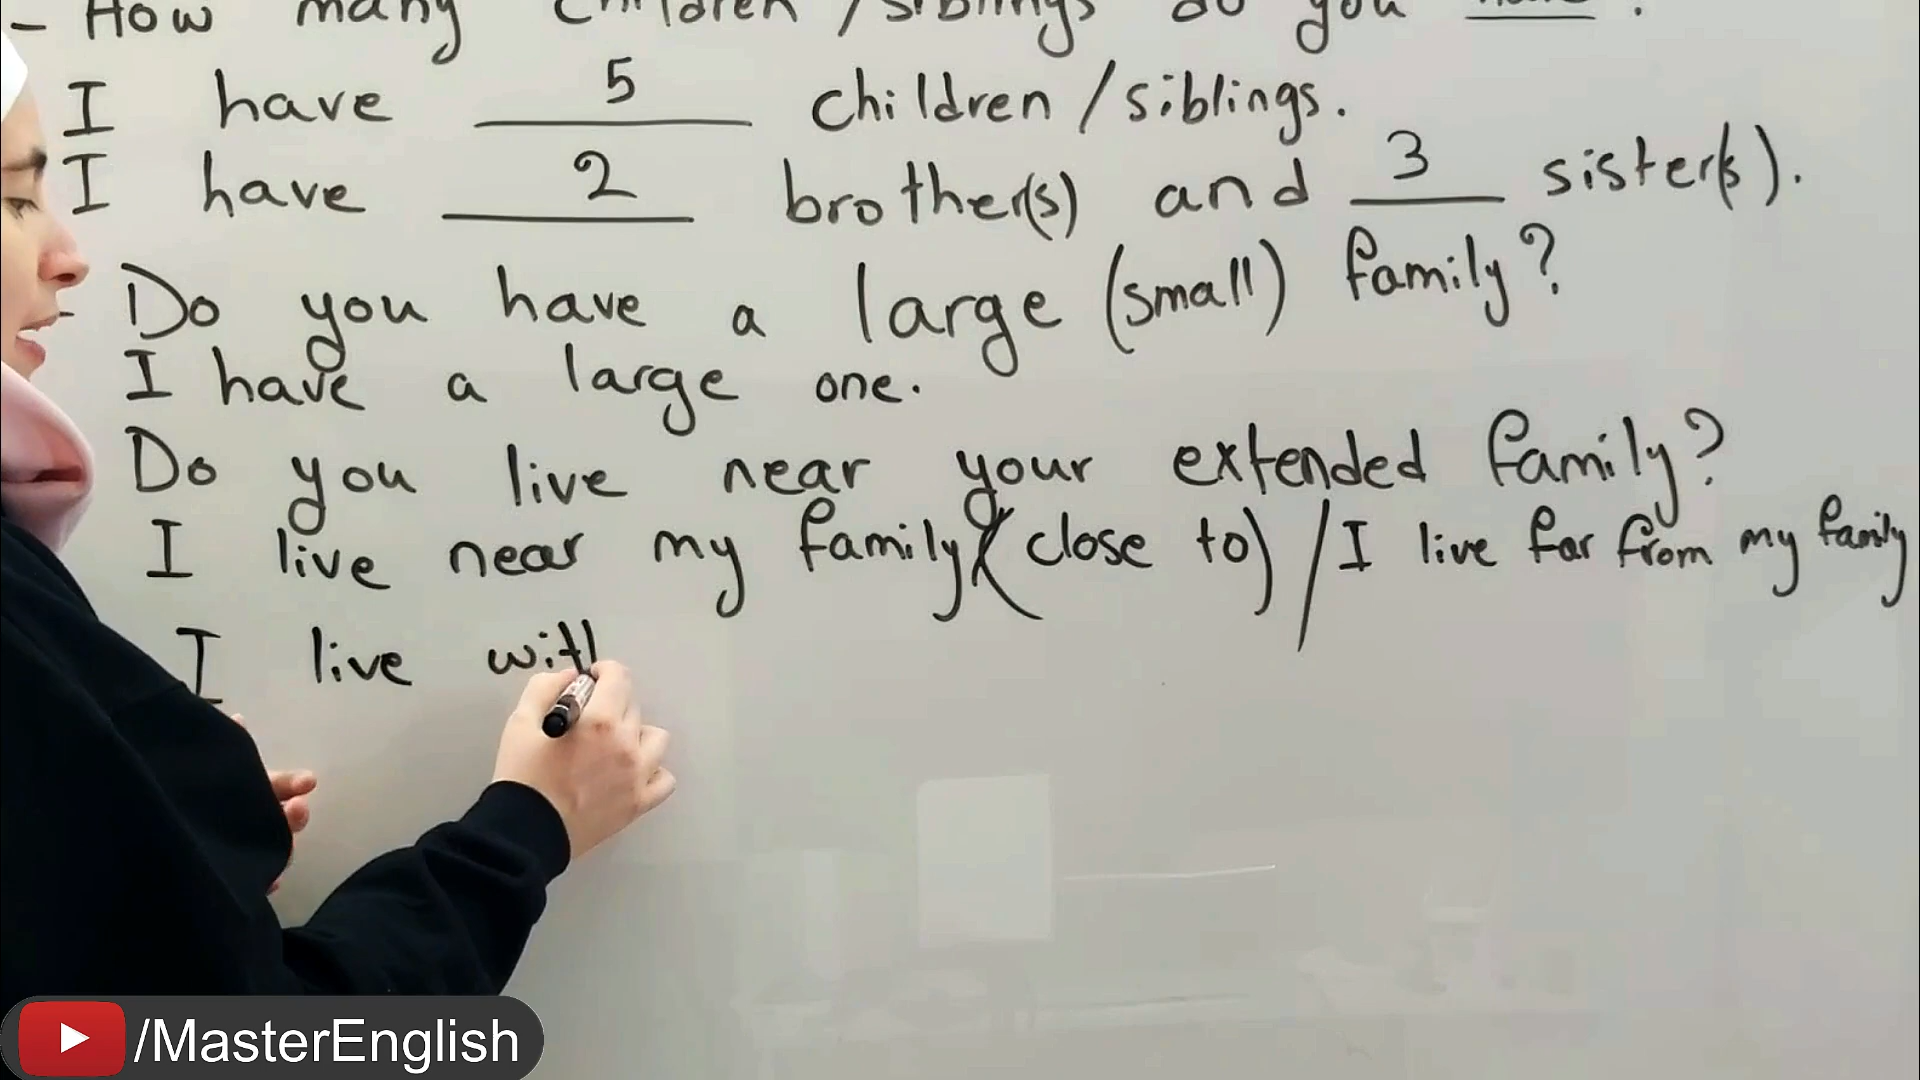 - How many children / siblings do you have?
I have 5 children / siblings.
I have 2 brother(s) and 3 sister(s).
- Do you have a large (small) family?
I have a large one.
Do you live near your extended family?
I live near my family (close to) / I live far from my family
I live with
/MasterEnglish